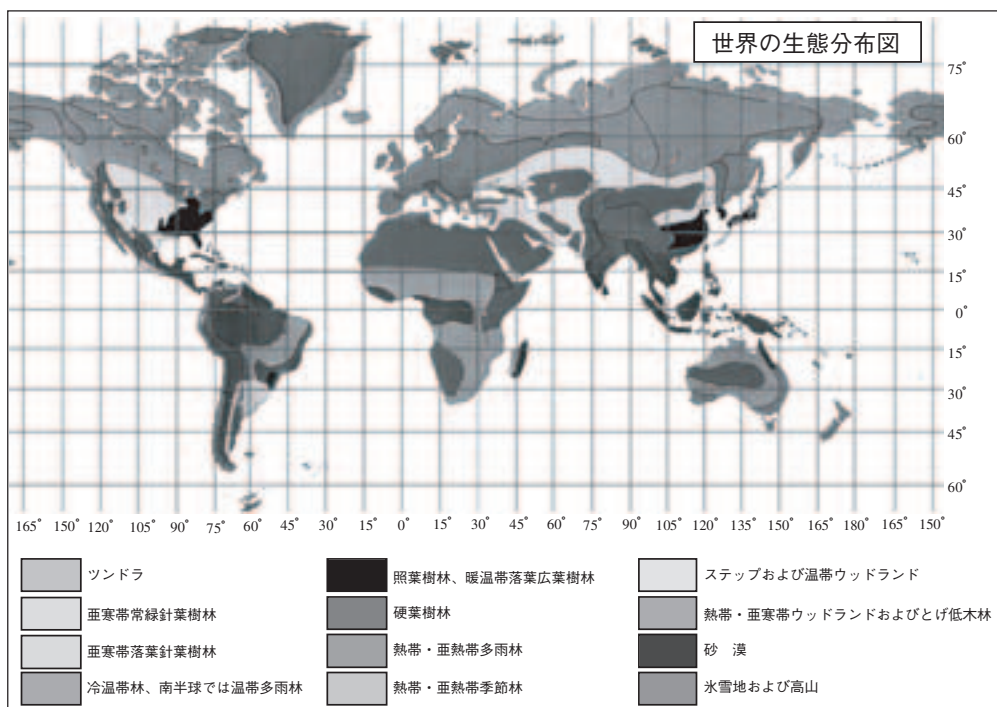 世界の生態分布図
75°
60°
45°
30°
15°
0°
15°
30°
45°
60°
165° 150° 120° 105° 90° 75° 60° 45° 30° 15° 0° 15° 30° 45° 60° 75° 90° 105° 120° 135° 145° 165° 165° 150°
ツンドラ
亜寒帯常緑針葉樹林
亜寒帯落葉針葉樹林
冷温帯林、南半球では温帯多雨林
照葉樹林、暖温帯落葉広葉樹林
硬葉樹林
熱帯・亜熱帯多雨林
熱帯・亜熱帯季節林
ステップおよび温帯ウッドランド
熱帯・亜寒帯ウッドランドおよびとげ低木林
砂 漠
氷雪地および高山